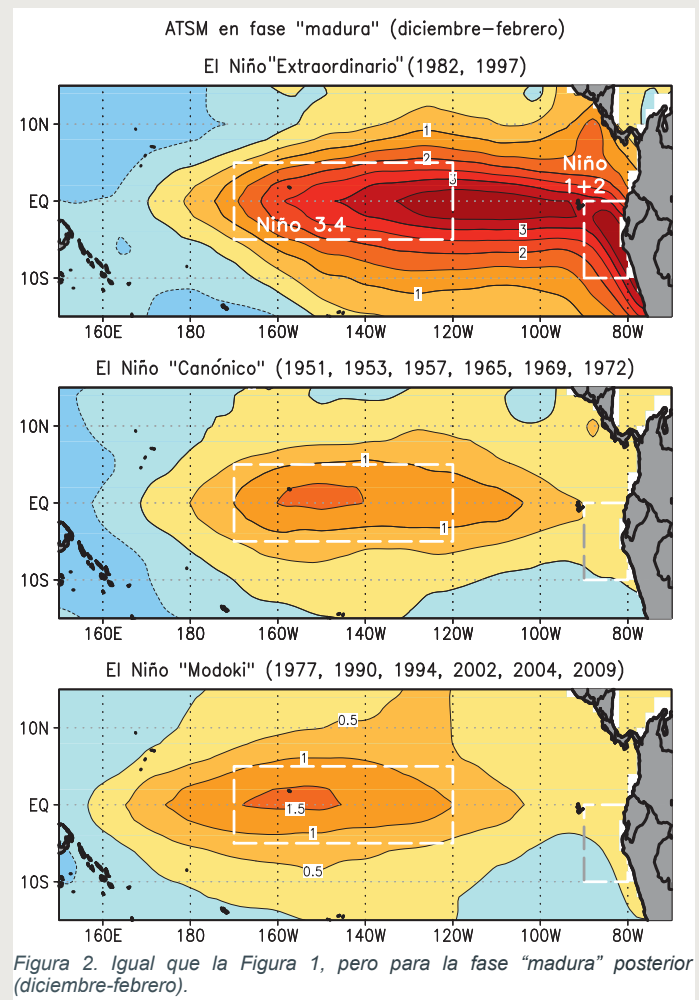 ATSM en fase "madura" (diciembre–febrero)
El Niño"Extraordinario"(1982, 1997)
10N
EQ
10S
1
2
3
Niño
1+2
Niño 3.4
3
2
1
160E 180W 160W 140W 120W 100W 80W
El Niño "Canónico" (1951, 1953, 1957, 1965, 1969, 1972)
10N
EQ
10S
1
1
160E 180W 160W 140W 120W 100W 80W
El Niño "Modoki" (1977, 1990, 1994, 2002, 2004, 2009)
10N
EQ
10S
0.5
1
1.5
1
0.5
160E 180W 160W 140W 120W 100W 80W
Figura 2. Igual que la Figura 1, pero para la fase “madura” posterior
(diciembre-febrero).